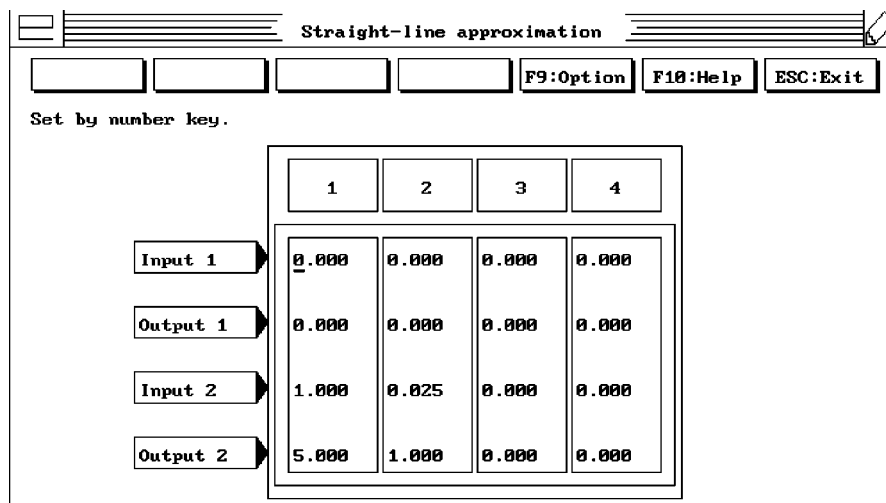 Straight-line approximation
F9:Option F10:Help ESC:Exit
Set by number key.
1 2 3 4
Input 1 0.000 0.000 0.000 0.000
Output 1 0.000 0.000 0.000 0.000
Input 2 1.000 0.025 0.000 0.000
Output 2 5.000 1.000 0.000 0.000